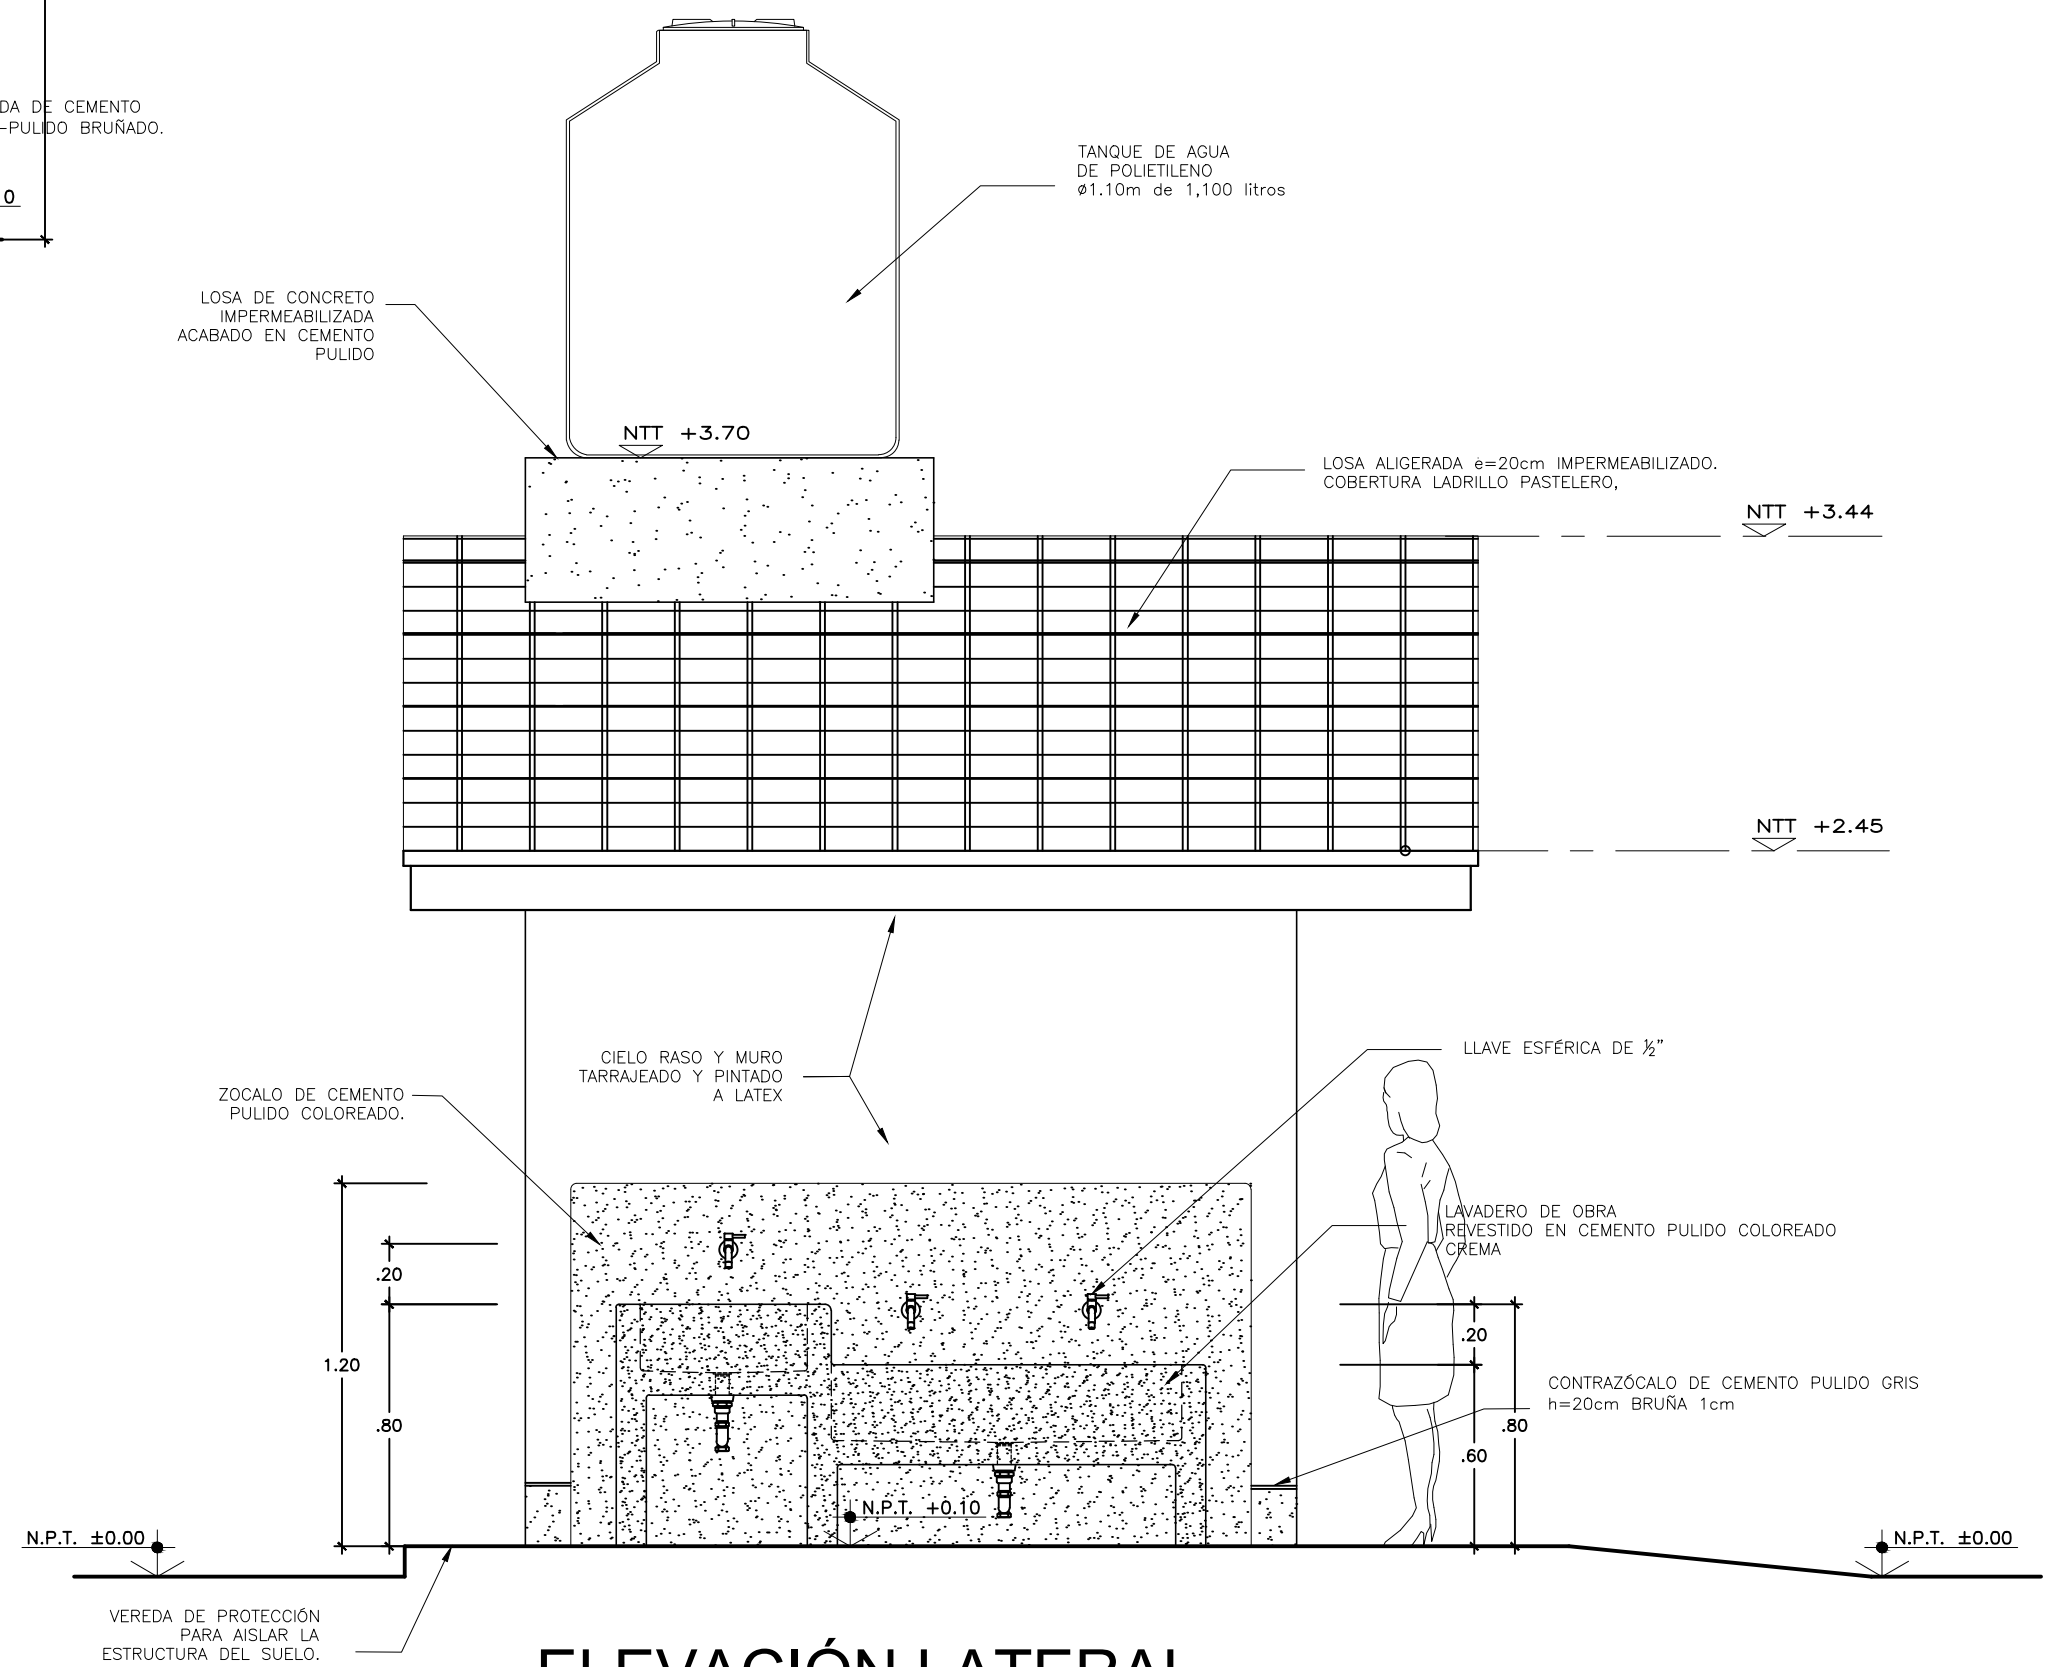 DA DE CEMENTO
-PULIDO BRUÑADO.
0
TANQUE DE AGUA
DE POLIETILENO
ø1.10m de 1,100 litros
LOSA DE CONCRETO
IMPERMEABILIZADA
ACABADO EN CEMENTO
PULIDO
NTT +3.70
LOSA ALIGERADA e=20cm IMPERMEABILIZADO.
COBERTURA LADRILLO PASTELERO,
NTT +3.44
NTT +2.45
CIELO RASO Y MURO
TARRAJEADO Y PINTADO
A LATEX
LLAVE ESFÉRICA DE ½”
ZOCALO DE CEMENTO
PULIDO COLOREADO.
LAVADERO DE OBRA
REVESTIDO EN CEMENTO PULIDO COLOREADO
CREMA
.20
1.20
.80
.20
.80
.60
CONTRAZÓCALO DE CEMENTO PULIDO GRIS
h=20cm BRUÑA 1cm
N.P.T. +0.10
N.P.T. ±0.00
N.P.T. ±0.00
VEREDA DE PROTECCIÓN
PARA AISLAR LA
ESTRUCTURA DEL SUELO.
ELEVACIÓN LATERAL